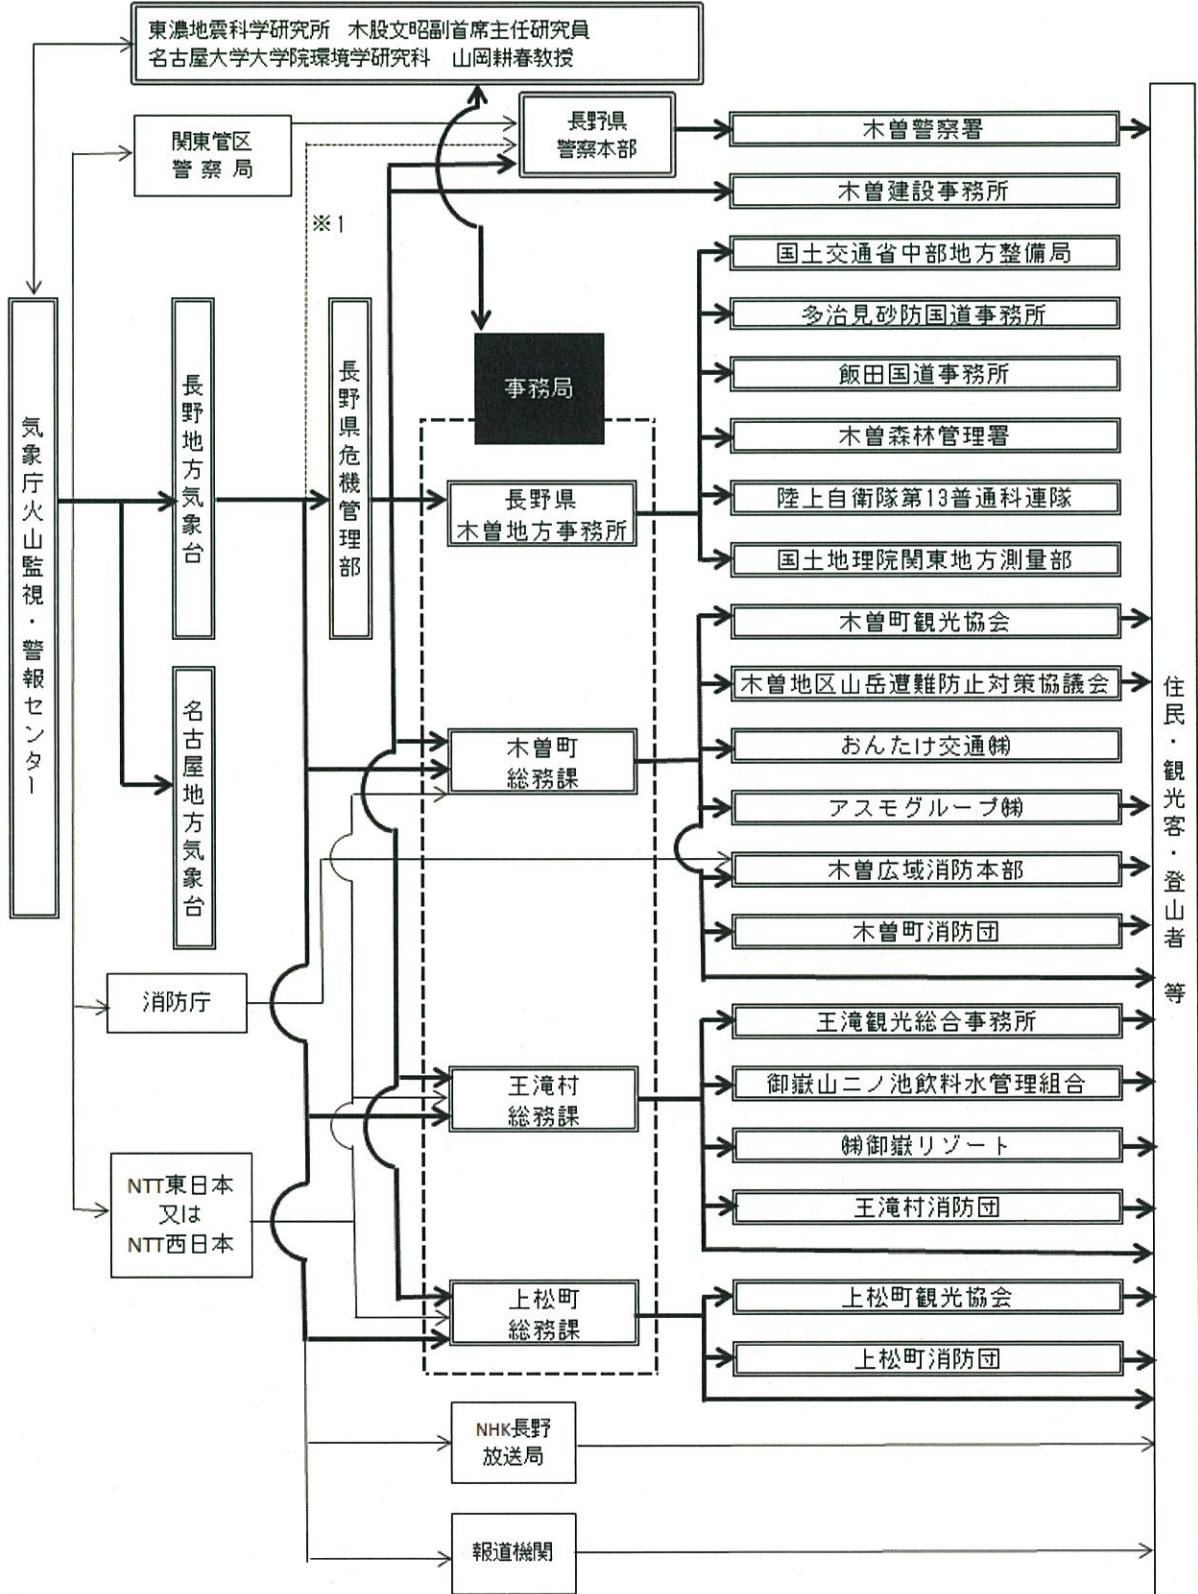 東濃地震科学研究所　木股文昭副首席主任研究員
名古屋大学大学院環境学研究科　山岡耕春教授
関東管区
警察局
長野県
警察本部
木曽警察署
木曽建設事務所
※1
国土交通省中部地方整備局
多治見砂防国道事務所
飯田国道事務所
木曽森林管理署
陸上自衛隊第13普通科連隊
国土地理院関東地方測量部
気象庁火山監視・警報センター
長野地方気象台
名古屋地方気象台
長野県危機管理部
事務局
長野県
木曽地方事務所
木曽町
総務課
木曽町観光協会
木曽地区山岳遭難防止対策協議会
おんたけ交通㈱
アスモグループ㈱
木曽広域消防本部
木曽町消防団
住民・観光客・登山者　等
消防庁
王滝村
総務課
王滝観光総合事務所
御嶽山二ノ池飲料水管理組合
㈱御嶽リゾート
王滝村消防団
NTT東日本
又は
NTT西日本
上松町
総務課
上松町観光協会
上松町消防団
NHK長野
放送局
報道機関